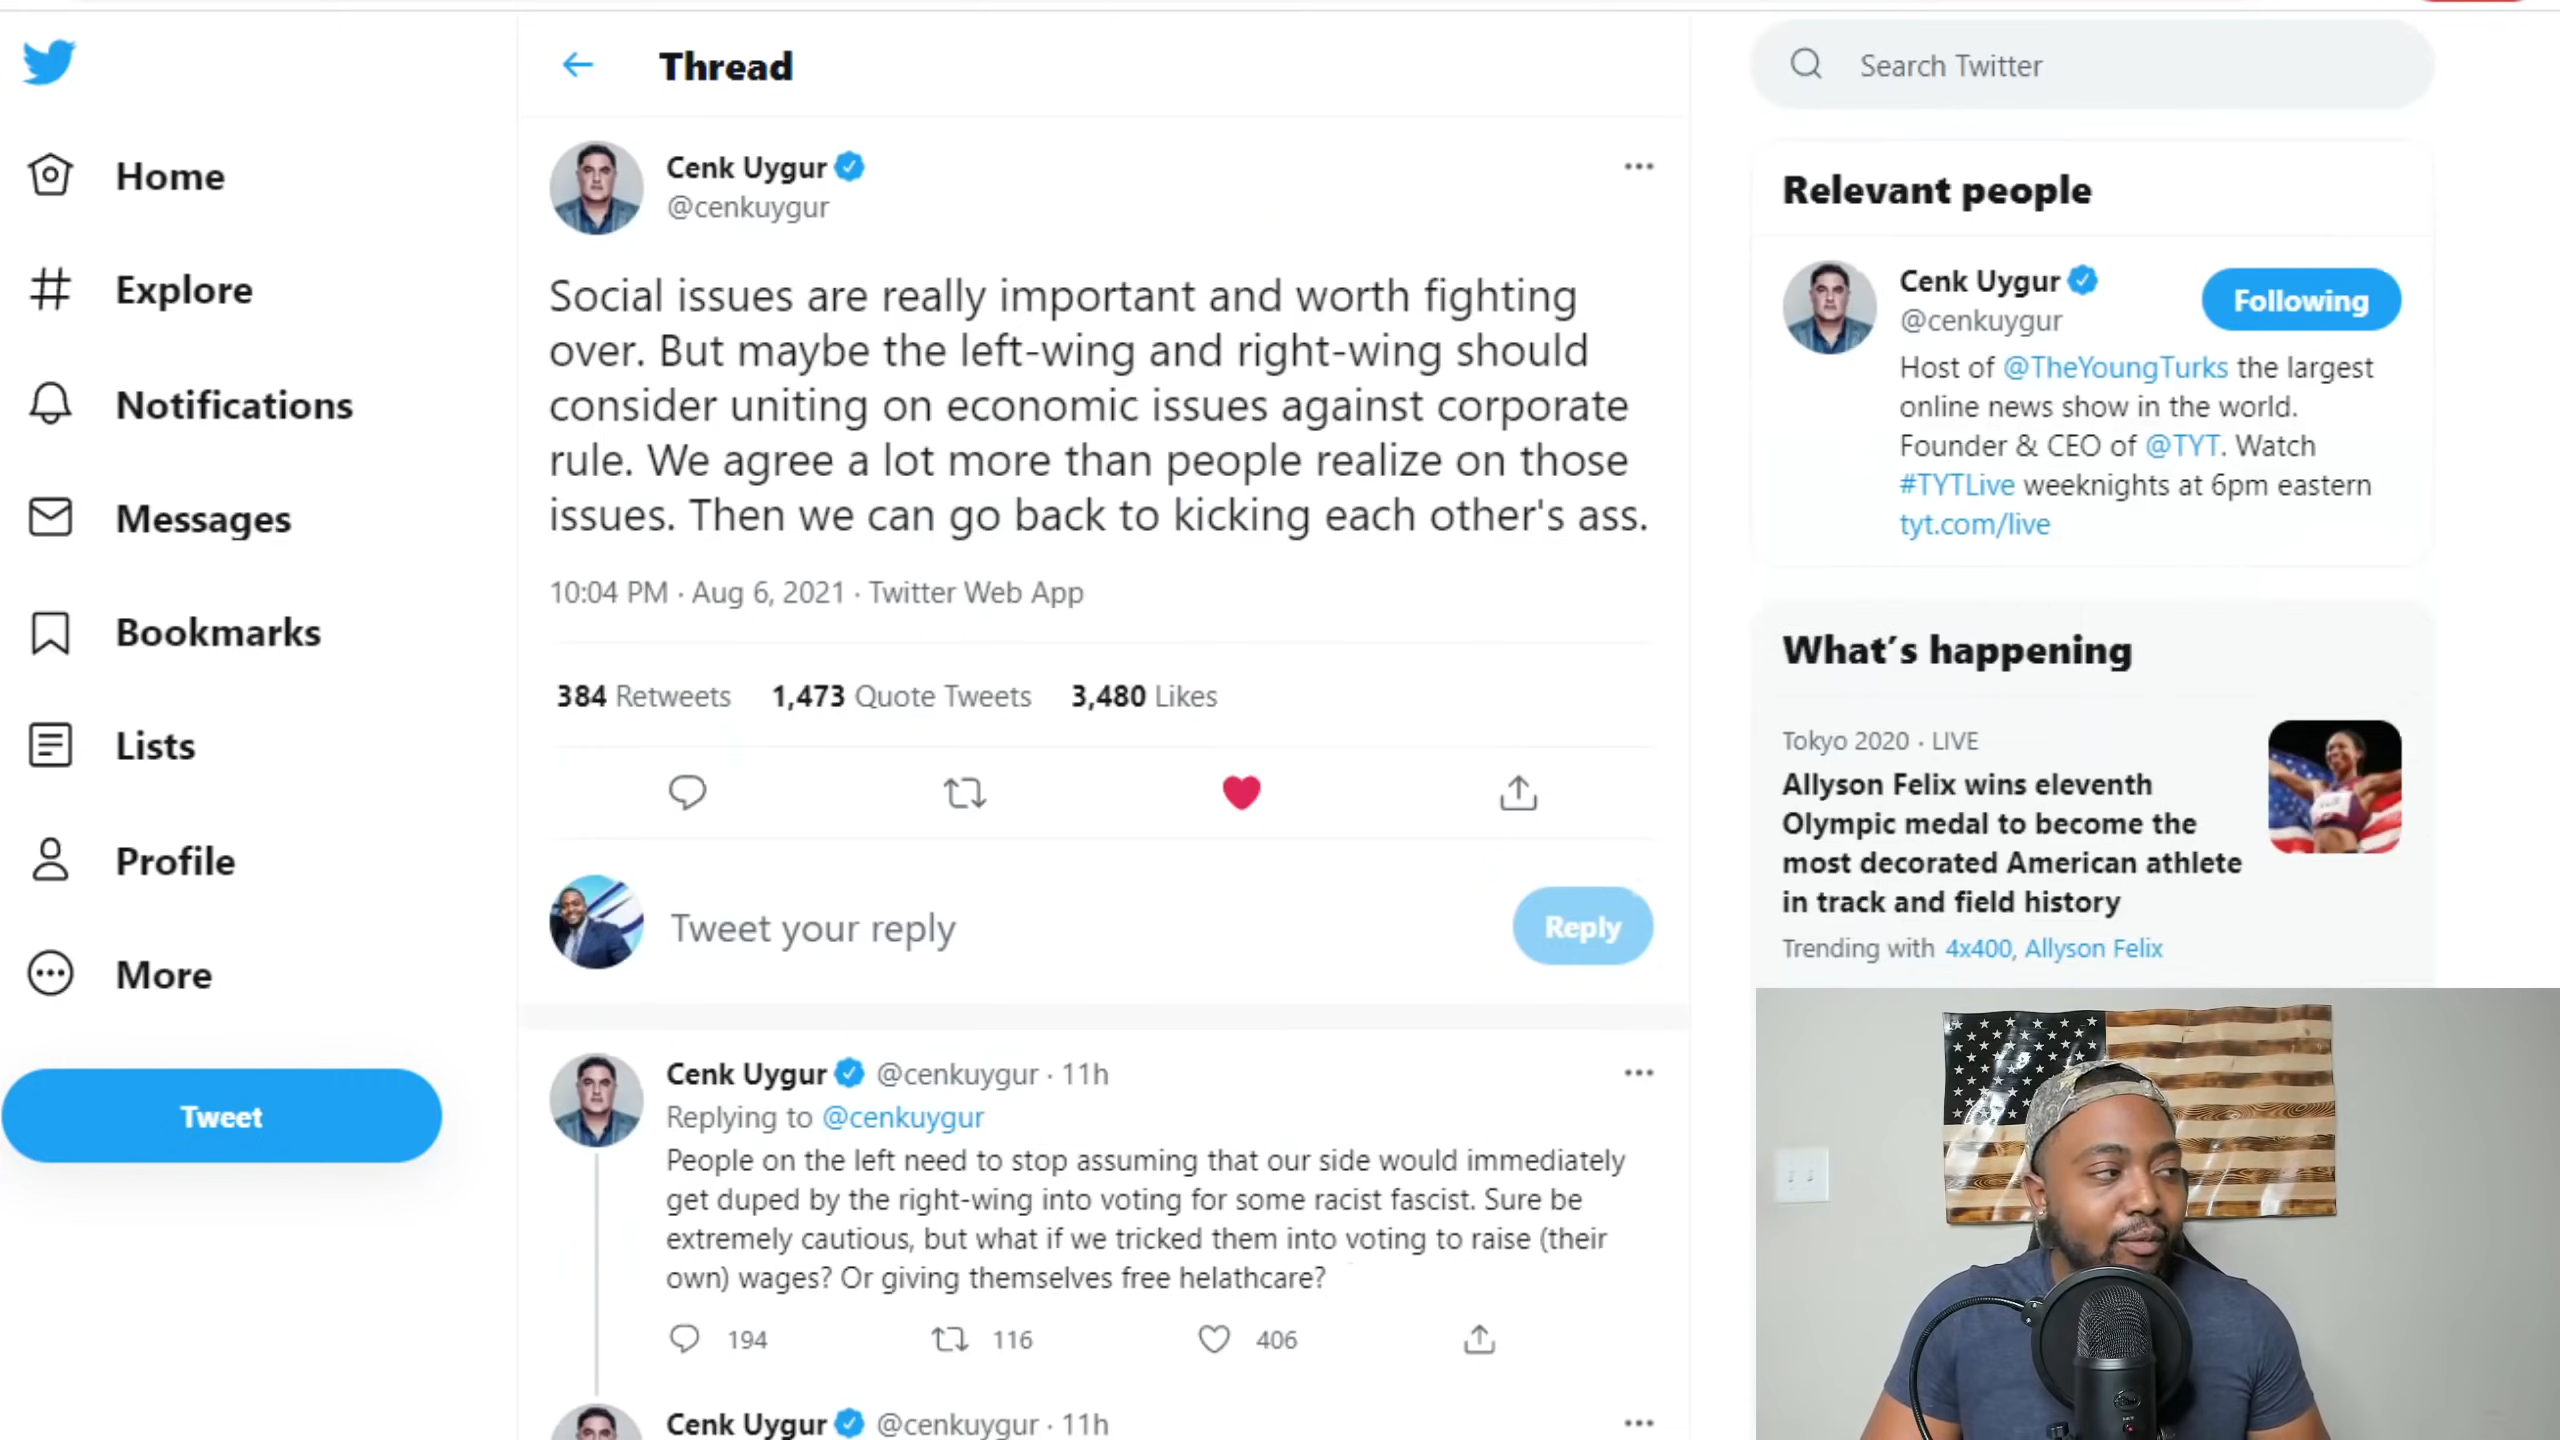 Home
Explore
Notifications
Messages
Bookmarks
Lists
Profile
More
Tweet
Thread
Cenk Uygur
@cenkuygur
Social issues are really important and worth fighting
over. But maybe the left-wing and right-wing should
consider uniting on economic issues against corporate
rule. We agree a lot more than people realize on those
issues. Then we can go back to kicking each other's ass.
10:04 PM · Aug 6, 2021 · Twitter Web App
384 Retweets 1,473 Quote Tweets 3,480 Likes
Tweet your reply
Reply
Cenk Uygur @cenkuygur · 11h
Replying to @cenkuygur
People on the left need to stop assuming that our side would immediately
get duped by the right-wing into voting for some racist fascist. Sure be
extremely cautious, but what if we tricked them into voting to raise (their
own) wages? Or giving themselves free helathcare?
194 116 406
Cenk Uygur @cenkuygur · 11h
Search Twitter
Relevant people
Cenk Uygur
@cenkuygur
Following
Host of @TheYoungTurks the largest
online news show in the world.
Founder & CEO of @TYT. Watch
#TYTLive weeknights at 6pm eastern
tyt.com/live
What's happening
Tokyo 2020 · LIVE
Allyson Felix wins eleventh
Olympic medal to become the
most decorated American athlete
in track and field history
Trending with 4x400, Allyson Felix